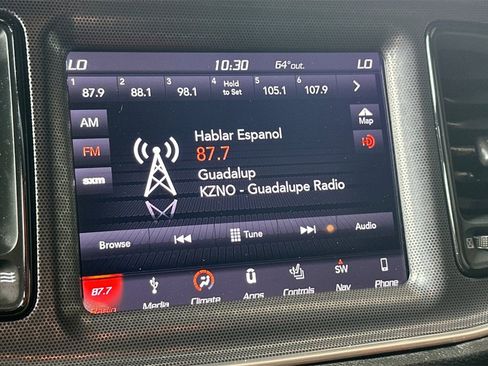 LO 10:30 64°out. LO
1 2 3 4 5 6
87.9 88.1 98.1 Hold to Set 105.1 107.9
AM
Map
Hablar Espanol
FM
87.7
Guadalup
sxm
KZNO - Guadalupe Radio
Browse Tune Audio
87.7 SW
Media Climate Apps Controls Nav Phone